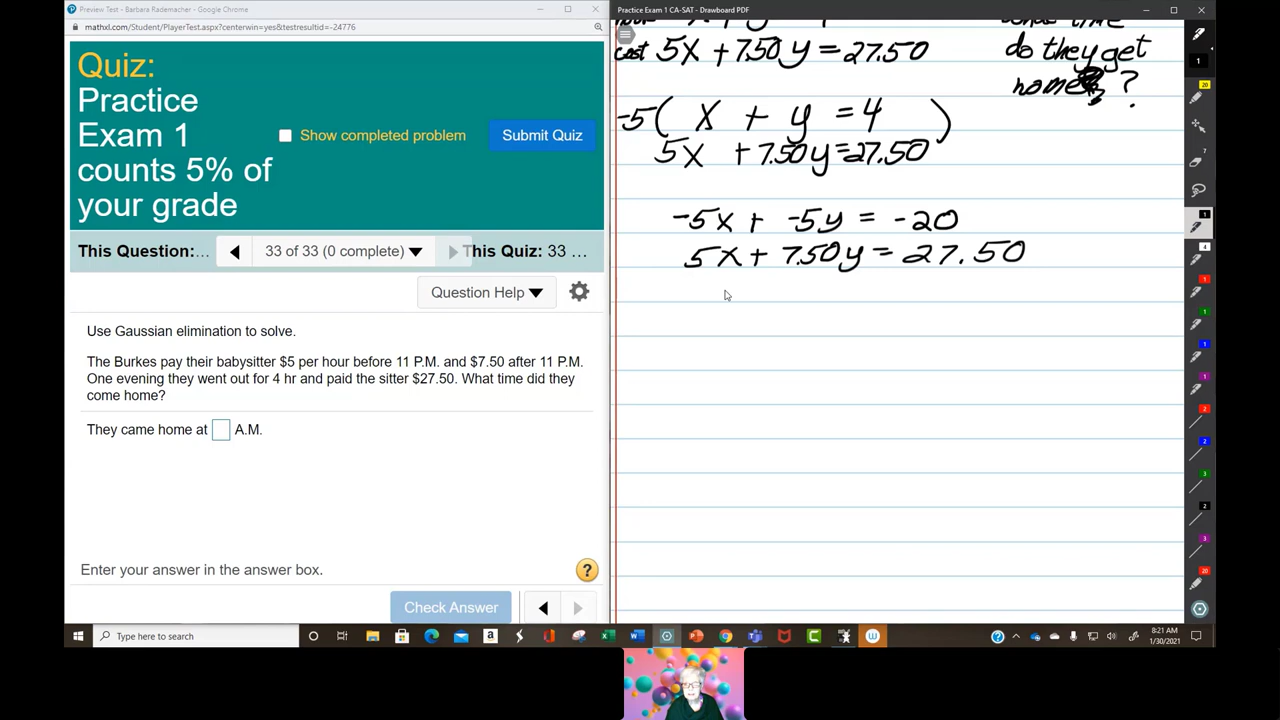 Preview Test - Barbara Rademacher - Google Chrome
mathxl.com/Student/PlayerTest.aspx?centerwin=yes&testresultid=-24776
Quiz:
Practice
Exam 1
counts 5% of
your grade
Show completed problem
Submit Quiz
This Question:...
33 of 33 (0 complete)
This Quiz: 33 ...
Question Help
Use Gaussian elimination to solve.
The Burkes pay their babysitter $5 per hour before 11 P.M. and $7.50 after 11 P.M.
One evening they went out for 4 hr and paid the sitter $27.50. What time did they
come home?
They came home at
A.M.
Enter your answer in the answer box.
?
Check Answer
Practice Exam 1 CA-SAT - Drawboard PDF
cost 5x + 7.50y = 27.50
do they get
home ?
-5( x + y = 4 )
5x + 7.50y = 27.50
-5x + -5y = -20
5x + 7.50y = 27.50
Type here to search
8:21 AM
1/30/2021